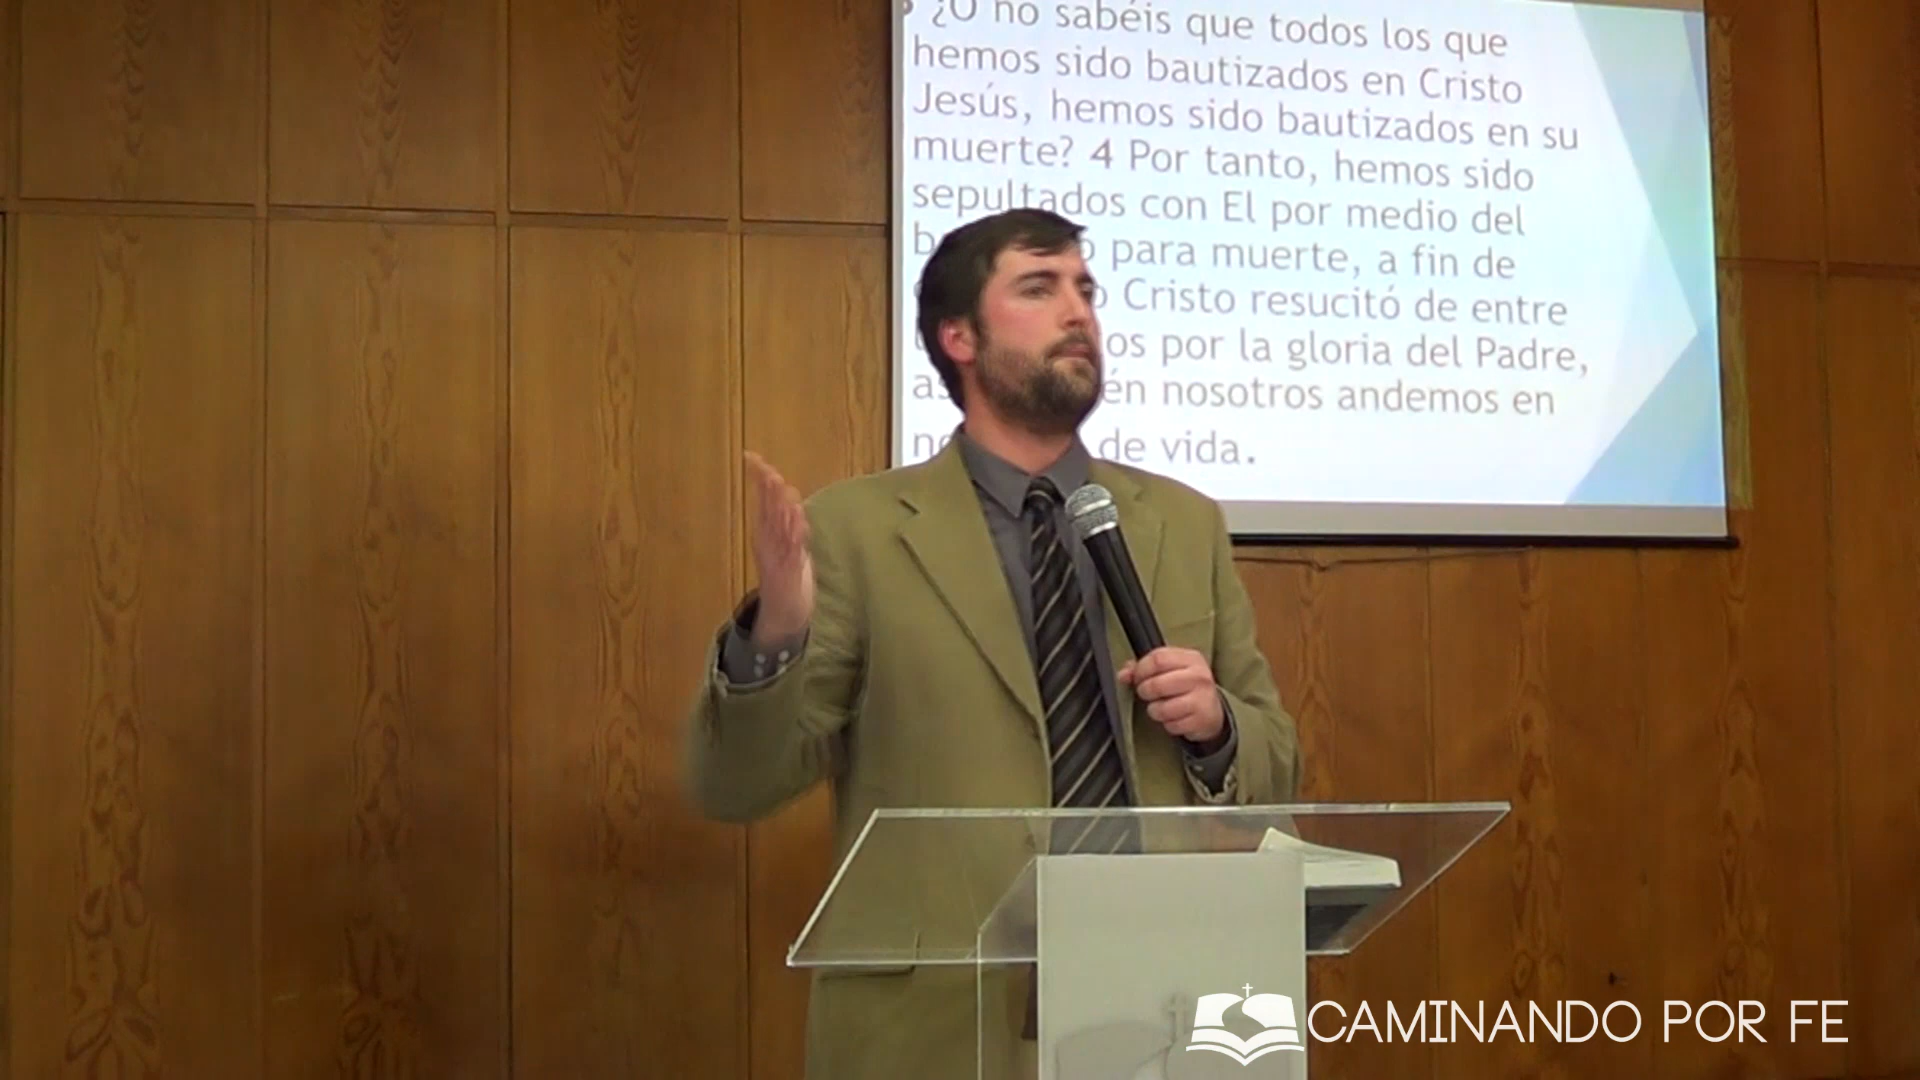 ¿O no sabéis que todos los que
hemos sido bautizados en Cristo
Jesús, hemos sido bautizados en su
muerte? 4 Por tanto, hemos sido
sepultados con El por medio del
para muerte, a fin de
Cristo resucitó de entre
por la gloria del Padre,
nosotros andemos en
de vida.
CAMINANDO POR FE